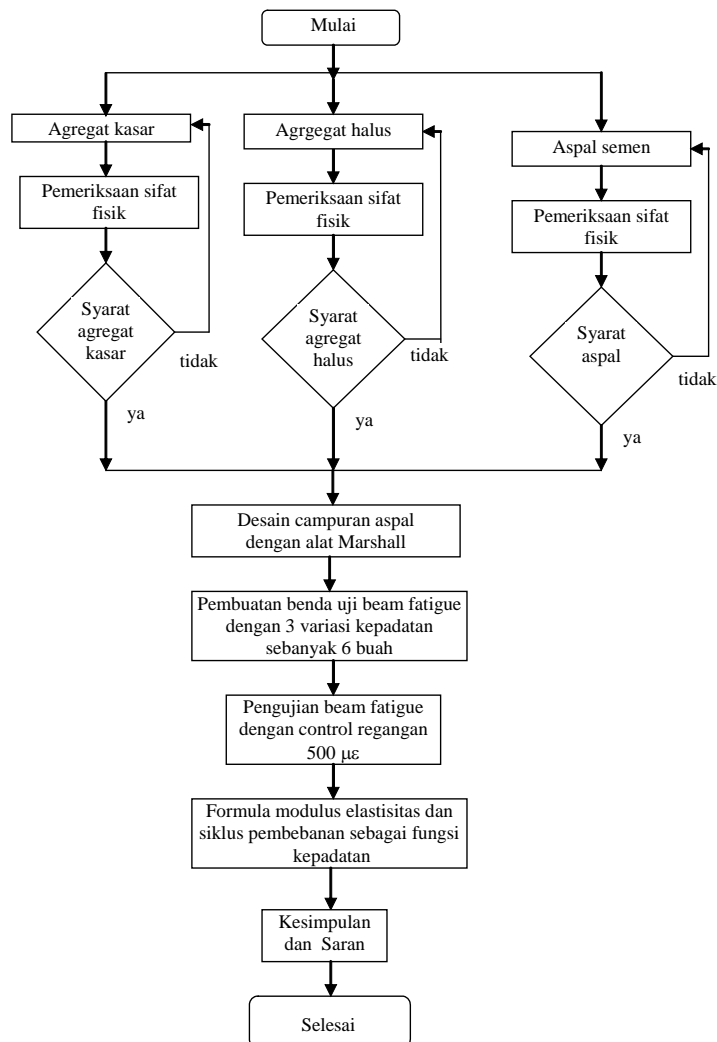 Mulai
Agregat kasar
Pemeriksaan sifat
fisik
Syarat
agregat
kasar
tidak
ya
Agrgegat halus
Pemeriksaan sifat
fisik
Syarat
agregat
halus
tidak
ya
Aspal semen
Pemeriksaan sifat
fisik
Syarat
aspal
tidak
ya
Desain campuran aspal
dengan alat Marshall
Pembuatan benda uji beam fatigue
dengan 3 variasi kepadatan
sebanyak 6 buah
Pengujian beam fatigue
dengan control regangan
500 με
Formula modulus elastisitas dan
siklus pembebanan sebagai fungsi
kepadatan
Kesimpulan
dan Saran
Selesai